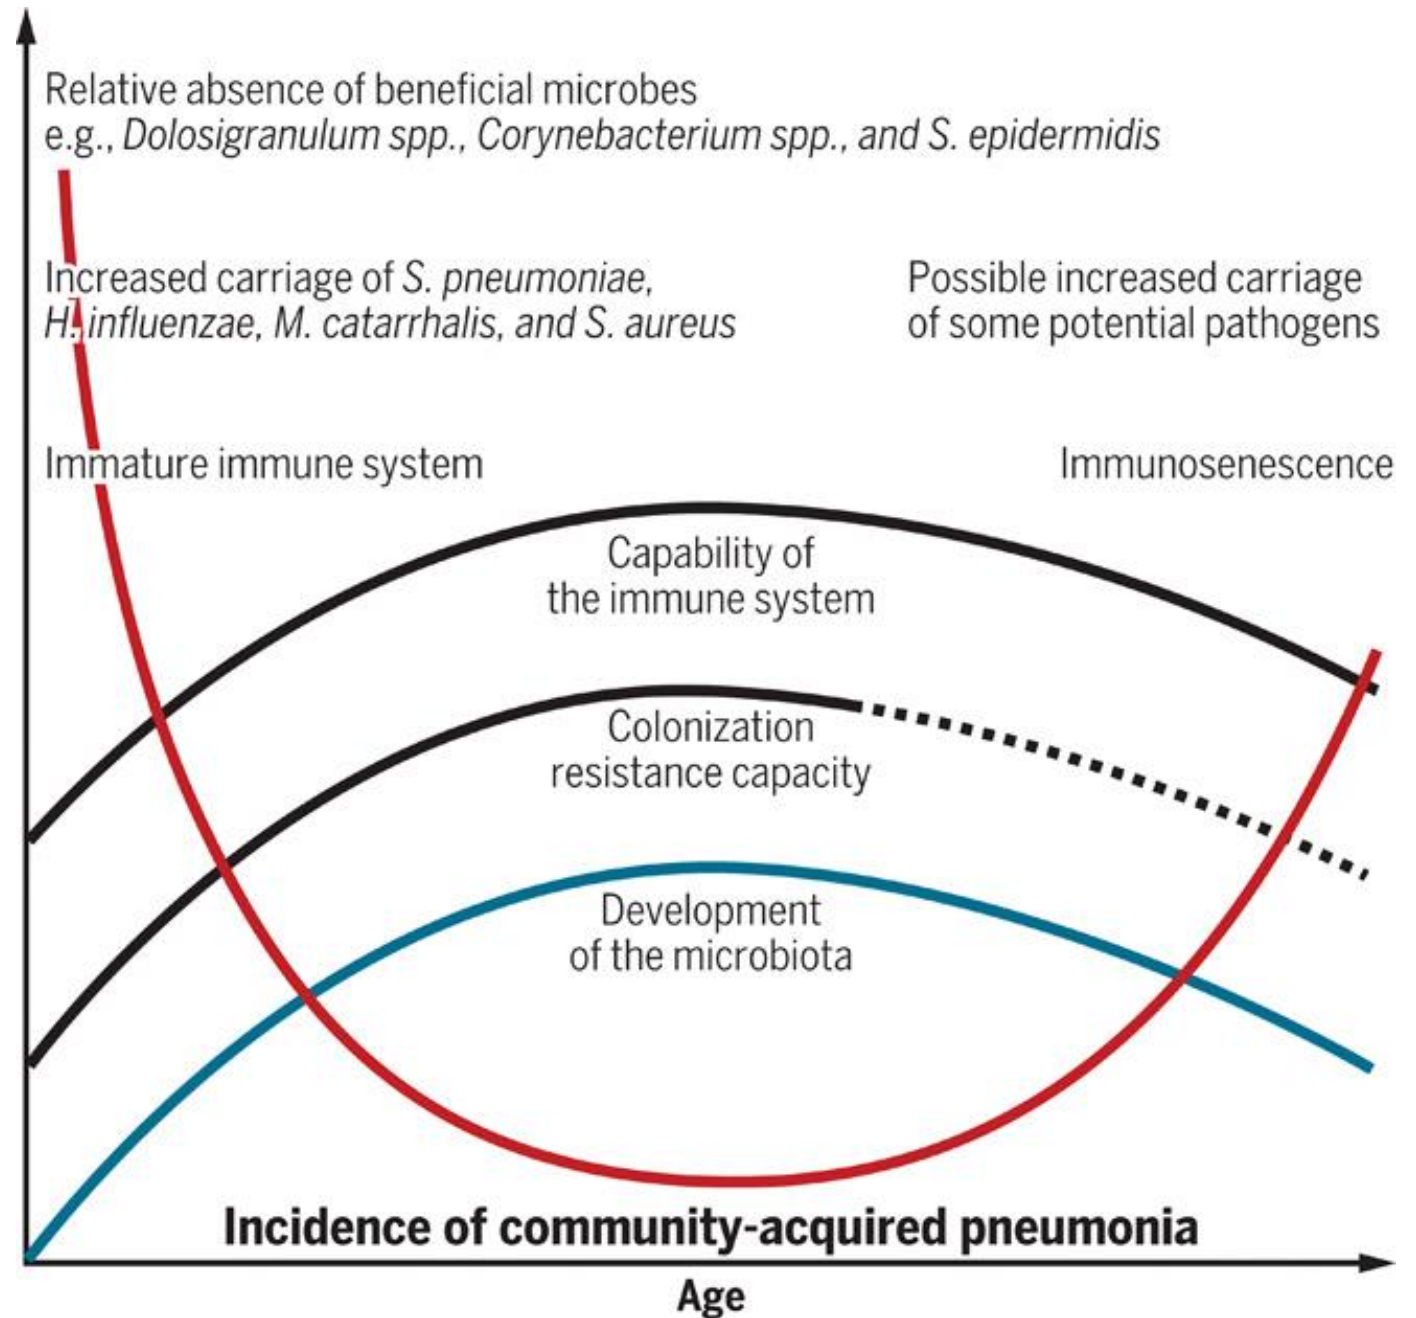 Relative absence of beneficial microbes
e.g., Dolosigranulum spp., Corynebacterium spp., and S. epidermidis
Increased carriage of S. pneumoniae,
H. influenzae, M. catarrhalis, and S. aureus
Possible increased carriage
of some potential pathogens
Immature immune system
Immunosenescence
Capability of
the immune system
Colonization
resistance capacity
Development
of the microbiota
Incidence of community-acquired pneumonia
Age